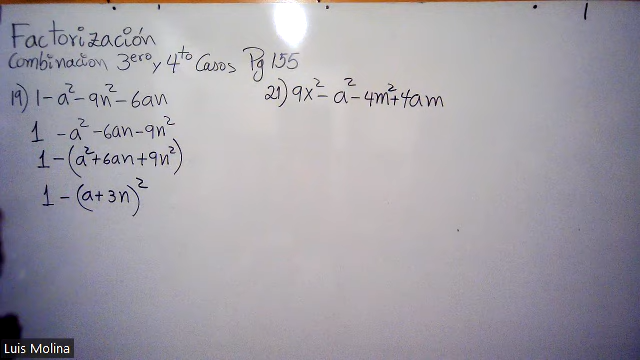 Factorización
Combinacion 3ero y 4to Casos Pg 155
19) 1-a²-9n²-6an
1 -a²-6an-9n²
1-(a²+6an+9n²)
1-(a+3n)²
21) 9x²-a²-4m²+4am
Luis Molina